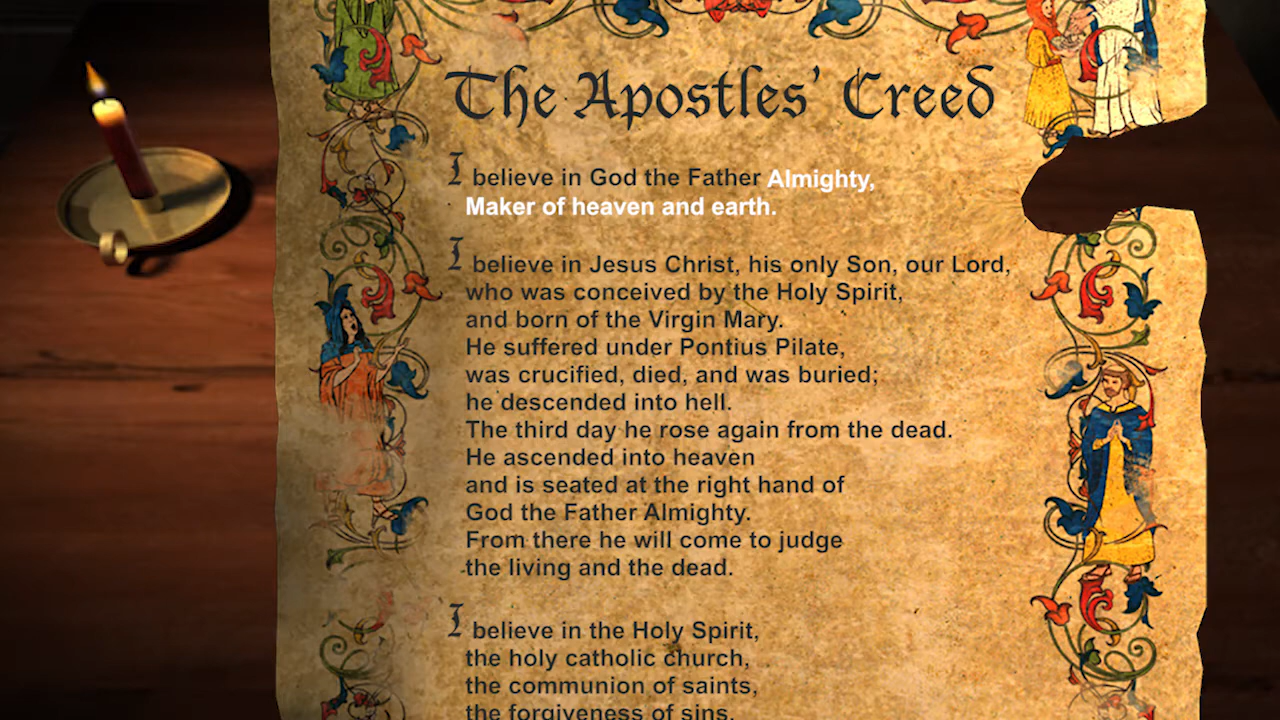 The Apostles' Creed
I believe in God the Father Almighty,
Maker of heaven and earth.
I believe in Jesus Christ, his only Son, our Lord,
who was conceived by the Holy Spirit,
and born of the Virgin Mary.
He suffered under Pontius Pilate,
was crucified, died, and was buried;
he descended into hell.
The third day he rose again from the dead.
He ascended into heaven
and is seated at the right hand of
God the Father Almighty.
From there he will come to judge
the living and the dead.
I believe in the Holy Spirit,
the holy catholic church,
the communion of saints,
the forgiveness of sins,